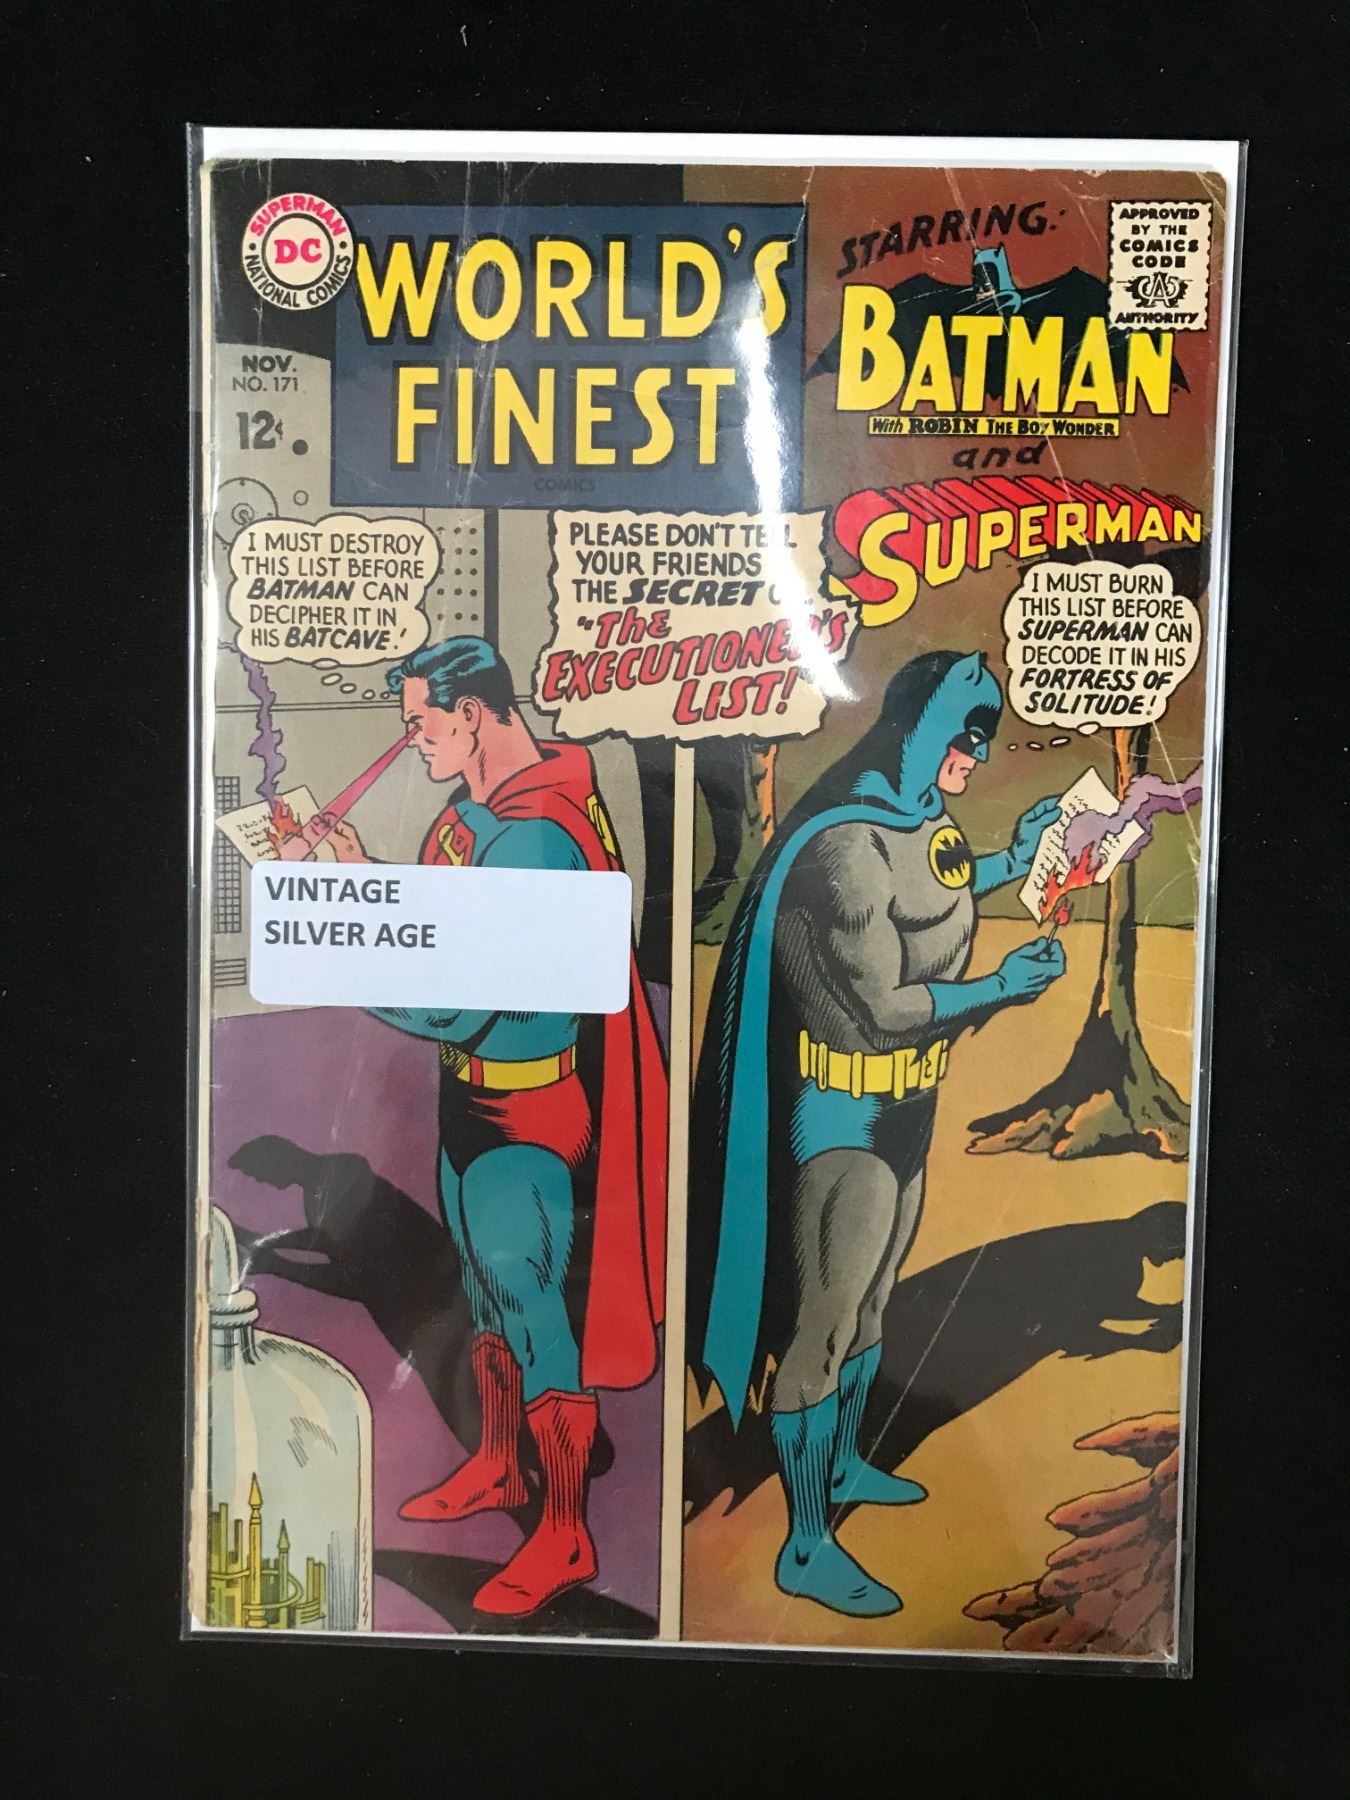 SUPERMAN
DC
NATIONAL COMICS
WORLD'S
FINEST
COMICS
NOV.
NO. 171
12¢
STARRING:
BATMAN
With ROBIN THE BOY WONDER
and
SUPERMAN
APPROVED
BY THE
COMICS
CODE
CA
AUTHORITY
I MUST DESTROY
THIS LIST BEFORE
BATMAN CAN
DECIPHER IT IN
HIS BATCAVE!
PLEASE DON'T TELL
YOUR FRIENDS
THE SECRET
"The
EXECUTIONER'S
LIST!"
I MUST BURN
THIS LIST BEFORE
SUPERMAN CAN
DECODE IT IN HIS
FORTRESS OF
SOLITUDE!
VINTAGE
SILVER AGE